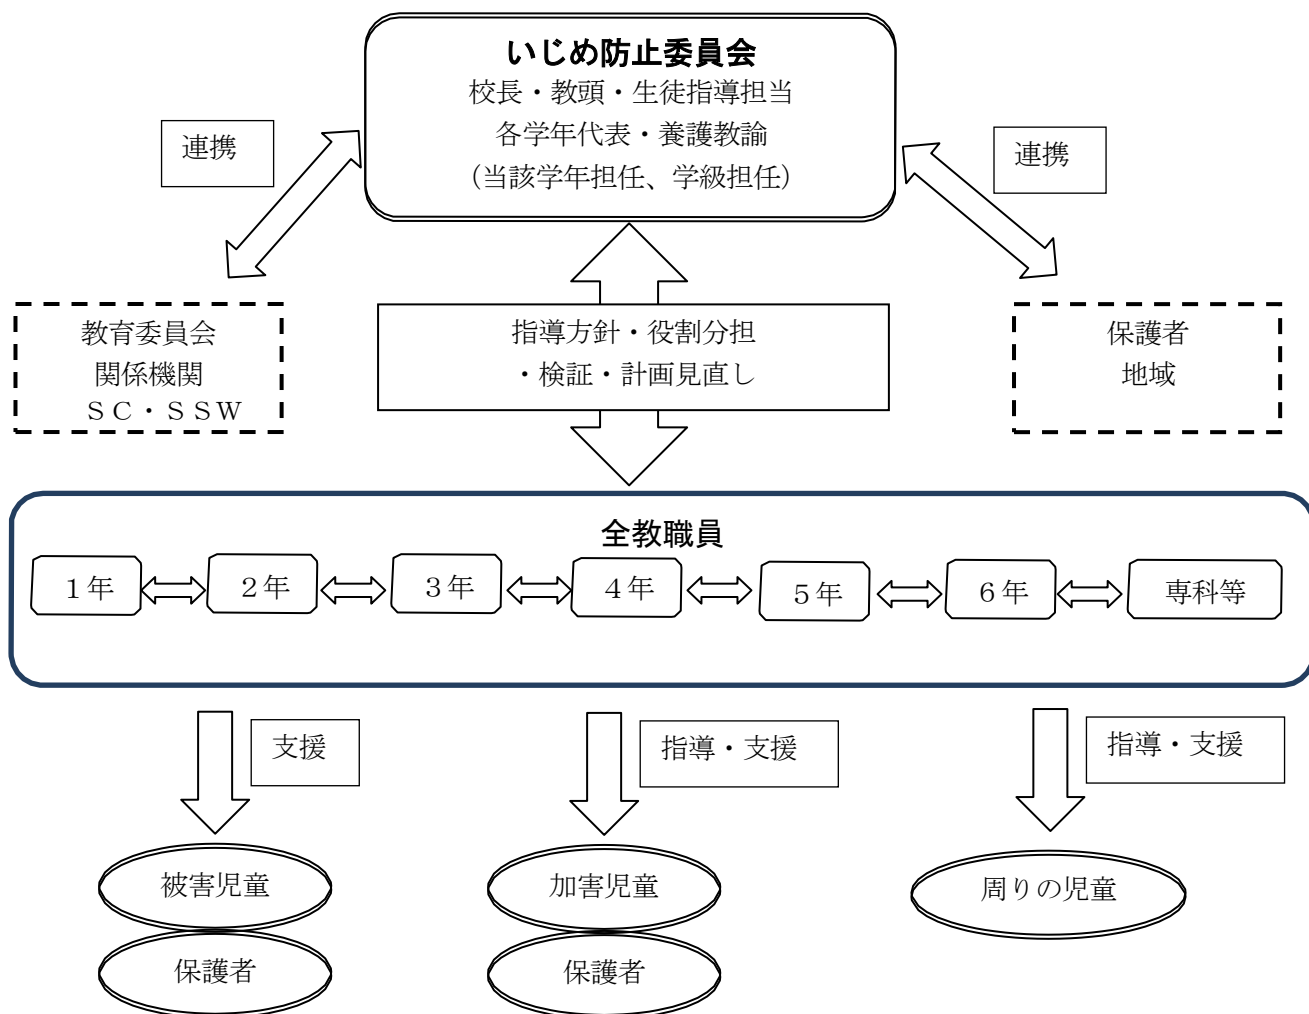 いじめ防止委員会
校長・教頭・生徒指導担当
各学年代表・養護教諭
（当該学年担任、学級担任）
連携
連携
教育委員会
関係機関
ＳＣ・ＳＳＷ
指導方針・役割分担
・検証・計画見直し
保護者
地域
全教職員
１年
２年
３年
４年
５年
６年
専科等
支援
指導・支援
指導・支援
被害児童
加害児童
周りの児童
保護者
保護者